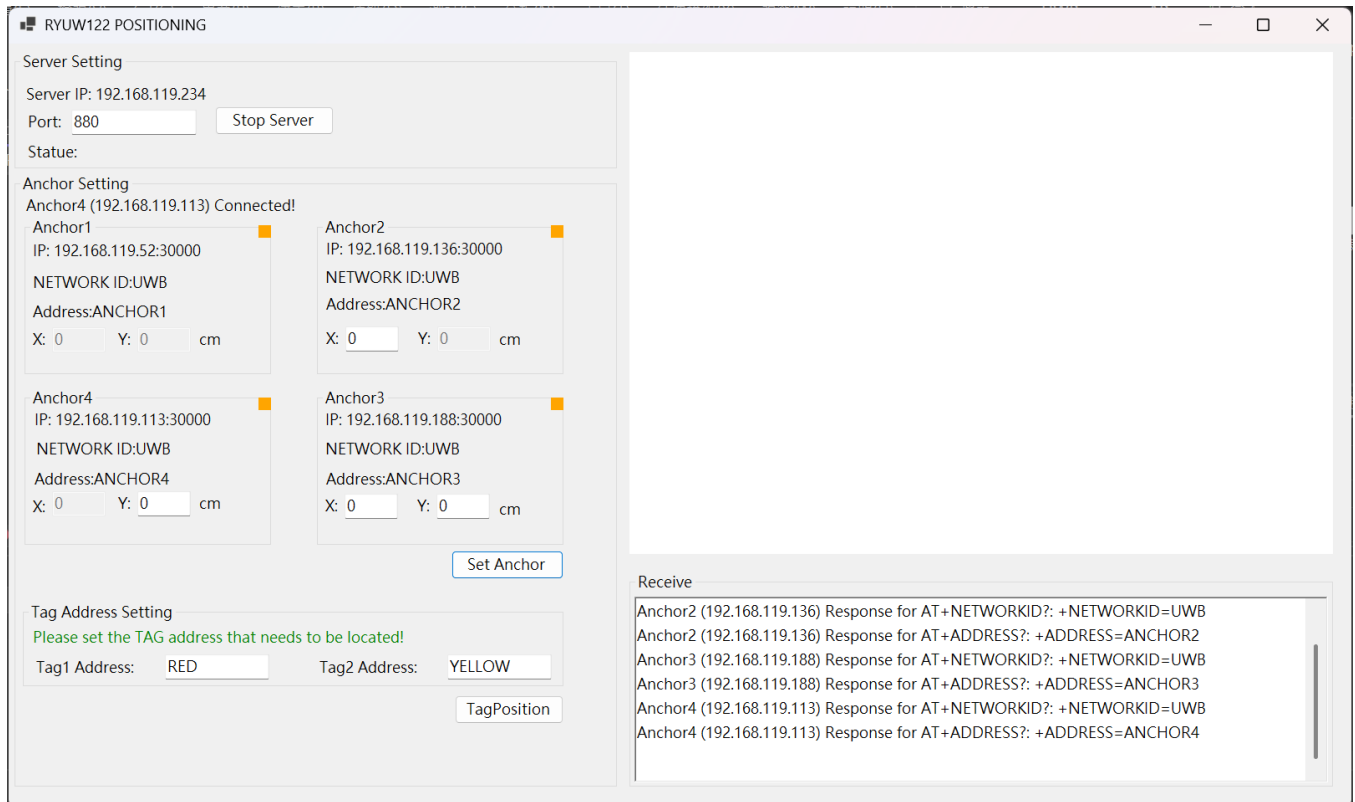 RYUW122 POSITIONING
Server Setting
Server IP: 192.168.119.234
Port: 880 Stop Server
Statue:
Anchor Setting
Anchor4 (192.168.119.113) Connected!
Anchor1
IP: 192.168.119.52:30000
NETWORK ID:UWB
Address:ANCHOR1
X: 0 Y: 0 cm
Anchor2
IP: 192.168.119.136:30000
NETWORK ID:UWB
Address:ANCHOR2
X: 0 Y: 0 cm
Anchor4
IP: 192.168.119.113:30000
NETWORK ID:UWB
Address:ANCHOR4
X: 0 Y: 0 cm
Anchor3
IP: 192.168.119.188:30000
NETWORK ID:UWB
Address:ANCHOR3
X: 0 Y: 0 cm
Set Anchor
Tag Address Setting
Please set the TAG address that needs to be located!
Tag1 Address: RED Tag2 Address: YELLOW
TagPosition
Receive
Anchor2 (192.168.119.136) Response for AT+NETWORKID?: +NETWORKID=UWB
Anchor2 (192.168.119.136) Response for AT+ADDRESS?: +ADDRESS=ANCHOR2
Anchor3 (192.168.119.188) Response for AT+NETWORKID?: +NETWORKID=UWB
Anchor3 (192.168.119.188) Response for AT+ADDRESS?: +ADDRESS=ANCHOR3
Anchor4 (192.168.119.113) Response for AT+NETWORKID?: +NETWORKID=UWB
Anchor4 (192.168.119.113) Response for AT+ADDRESS?: +ADDRESS=ANCHOR4